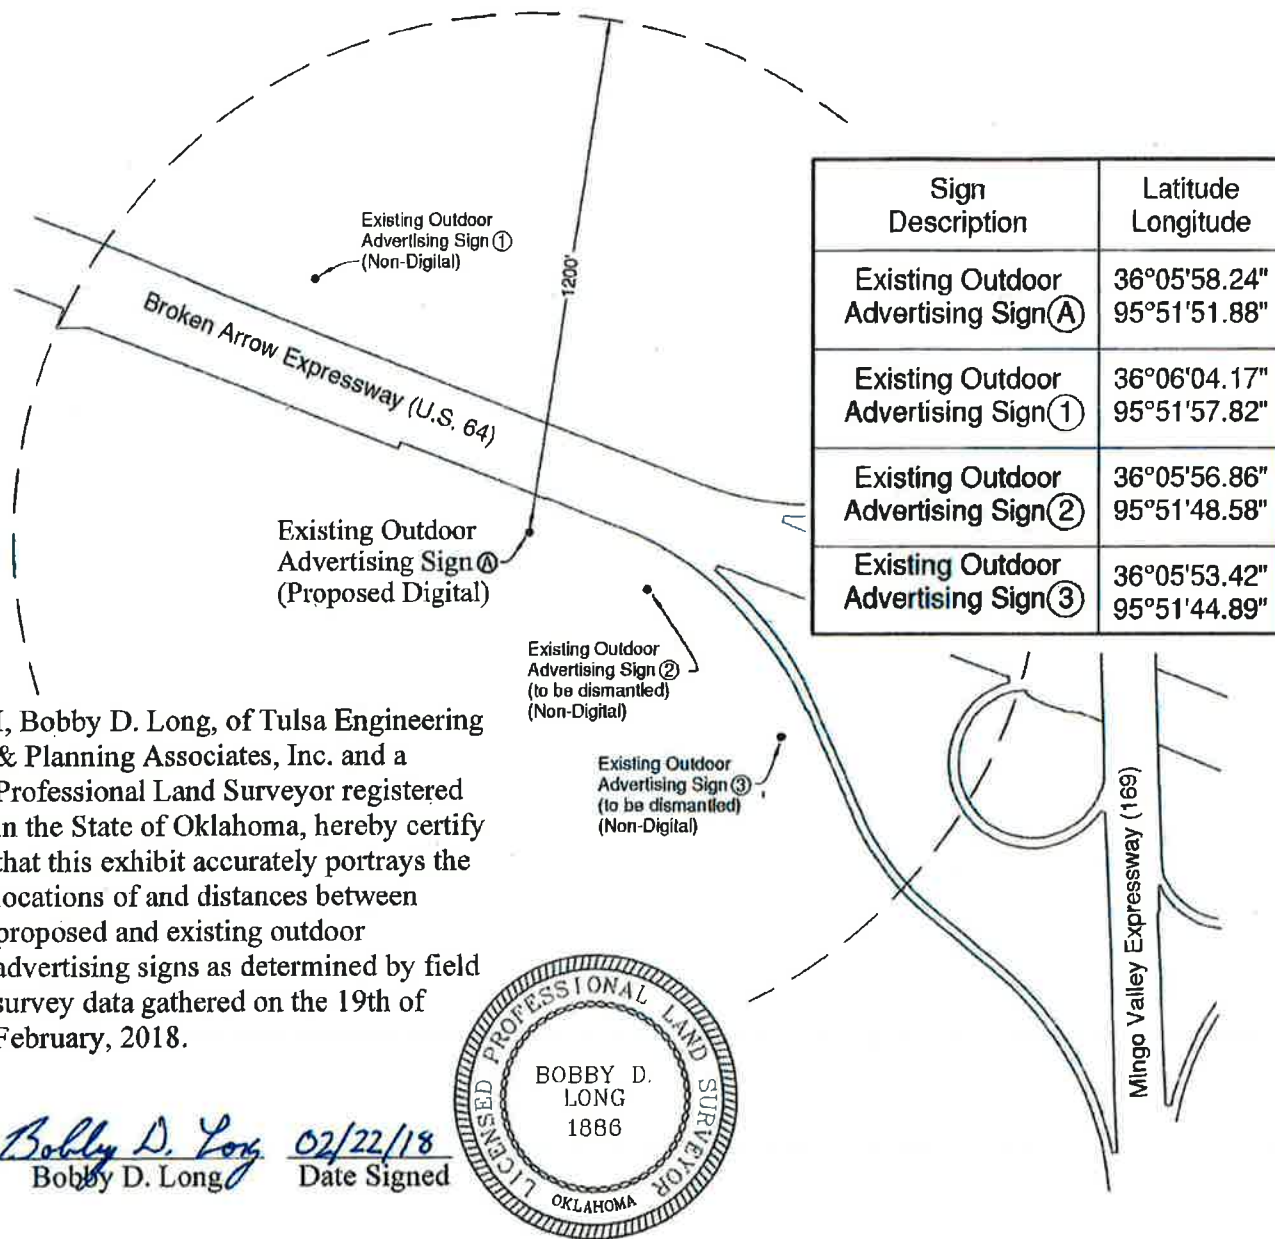 1200'
Existing Outdoor
Advertising Sign ①
(Non-Digital)
Broken Arrow Expressway (U.S. 64)
Existing Outdoor
Advertising Sign Ⓐ
(Proposed Digital)
Existing Outdoor
Advertising Sign ②
(to be dismantled)
(Non-Digital)
Existing Outdoor
Advertising Sign ③
(to be dismantled)
(Non-Digital)
Mingo Valley Expressway (169)
Sign
Description
Latitude
Longitude
Existing Outdoor
Advertising Sign Ⓐ
36°05'58.24"
95°51'51.88"
Existing Outdoor
Advertising Sign ①
36°06'04.17"
95°51'57.82"
Existing Outdoor
Advertising Sign ②
36°05'56.86"
95°51'48.58"
Existing Outdoor
Advertising Sign ③
36°05'53.42"
95°51'44.89"
I, Bobby D. Long, of Tulsa Engineering
& Planning Associates, Inc. and a
Professional Land Surveyor registered
in the State of Oklahoma, hereby certify
that this exhibit accurately portrays the
locations of and distances between
proposed and existing outdoor
advertising signs as determined by field
survey data gathered on the 19th of
February, 2018.
Bobby D. Long 02/22/18
Bobby D. Long Date Signed
LICENSED PROFESSIONAL LAND SURVEYOR
BOBBY D.
LONG
1886
OKLAHOMA